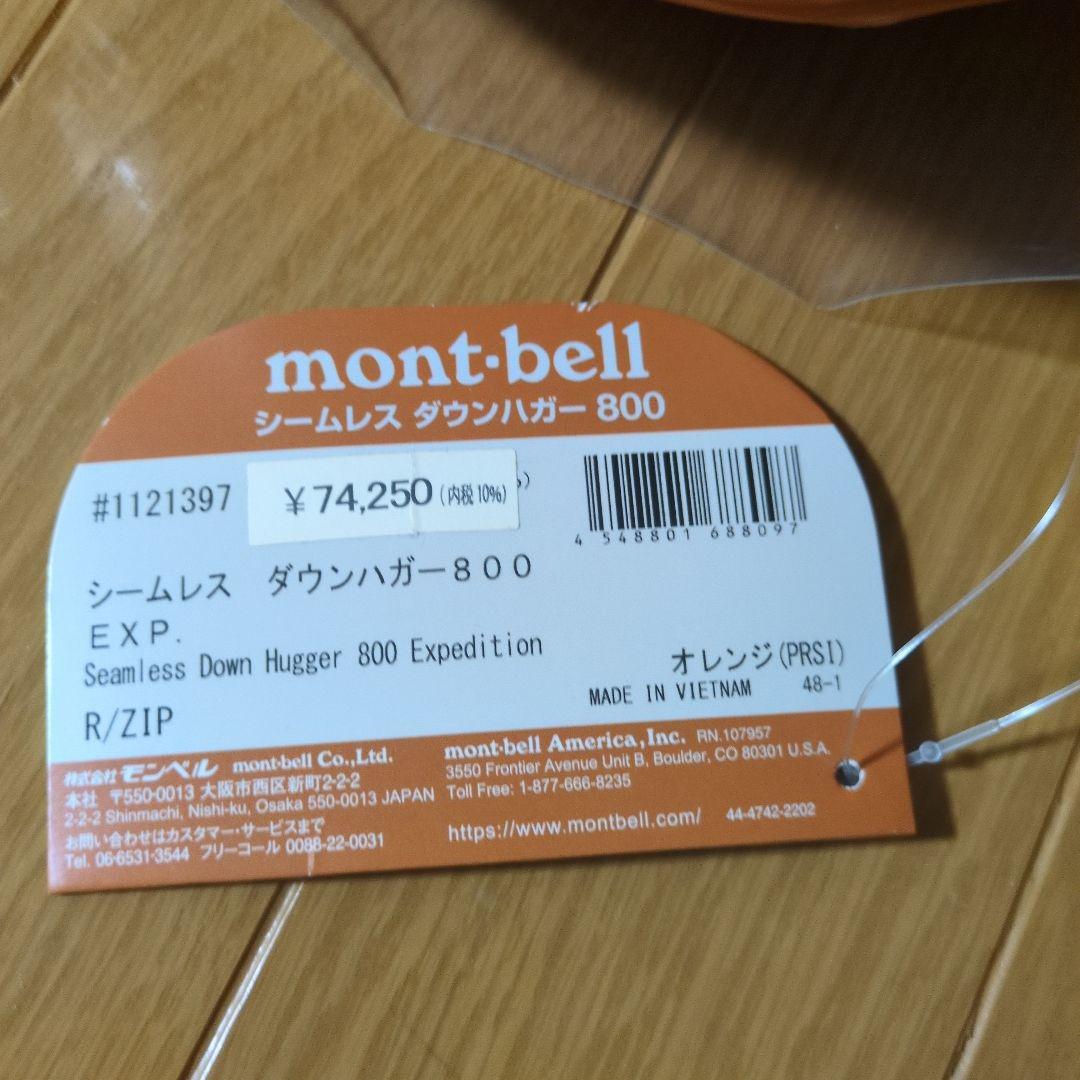 mont·bell
シームレス ダウンハガー 800
#1121397
￥74,250(内税10%)
4 548801 688097
シームレス ダウンハガー８００
ＥＸＰ.
Seamless Down Hugger 800 Expedition
オレンジ(PRSI)
MADE IN VIETNAM 48-1
R/ZIP
株式会社モンベル mont·bell Co.,Ltd.
本社 〒550-0013 大阪市西区新町2-2-2
2-2-2 Shinmachi, Nishi-ku, Osaka 550-0013 JAPAN
お問い合わせはカスタマー・サービスまで
Tel. 06-6531-3544 フリーコール 0088-22-0031
mont·bell America,Inc. RN.107957
3550 Frontier Avenue Unit B, Boulder, CO 80301 U.S.A.
Toll Free: 1-877-666-8235
https://www.montbell.com/ 44-4742-2202